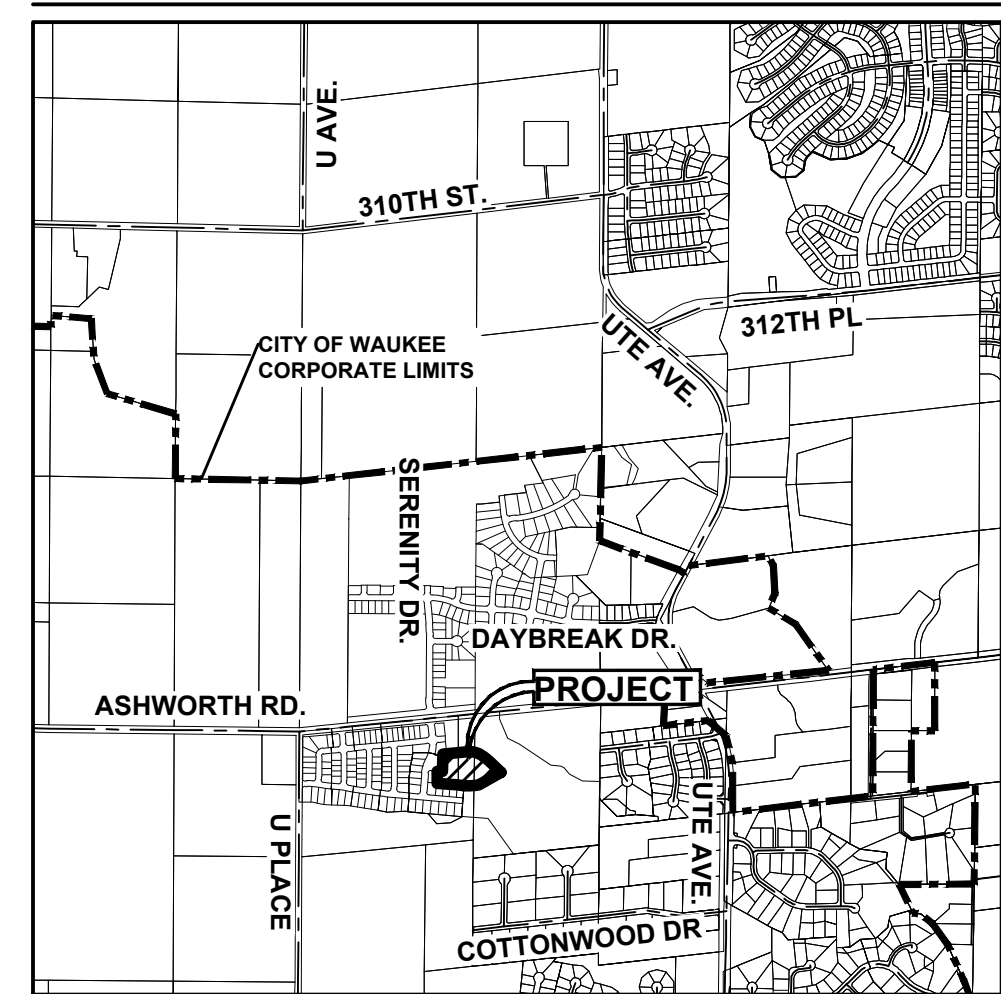 U AVE.
310TH ST.
312TH PL
UTE AVE.
CITY OF WAUKEE
CORPORATE LIMITS
SERENITY DR.
DAYBREAK DR.
PROJECT
ASHWORTH RD.
U PLACE
UTE AVE.
COTTONWOOD DR